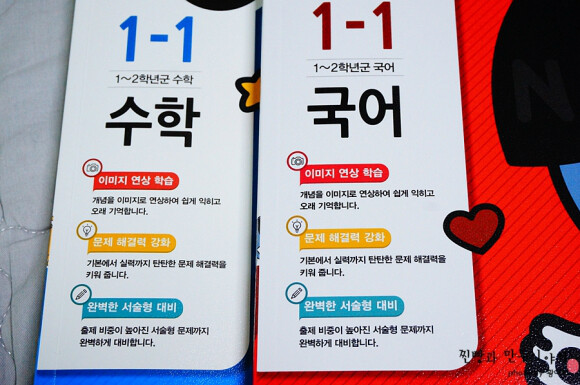 1-1
1~2학년군 수학
수학
이미지 연상 학습
개념을 이미지로 연상하여 쉽게 익히고
오래 기억합니다.
문제 해결력 강화
기본에서 실력까지 탄탄한 문제 해결력을
키워 줍니다.
완벽한 서술형 대비
출제 비중이 높아진 서술형 문제까지
완벽하게 대비합니다.
1-1
1~2학년군 국어
국어
이미지 연상 학습
개념을 이미지로 연상하여 쉽게 익히고
오래 기억합니다.
문제 해결력 강화
기본에서 실력까지 탄탄한 문제 해결력을
키워 줍니다.
완벽한 서술형 대비
출제 비중이 높아진 서술형 문제까지
완벽하게 대비합니다.
찐빵과